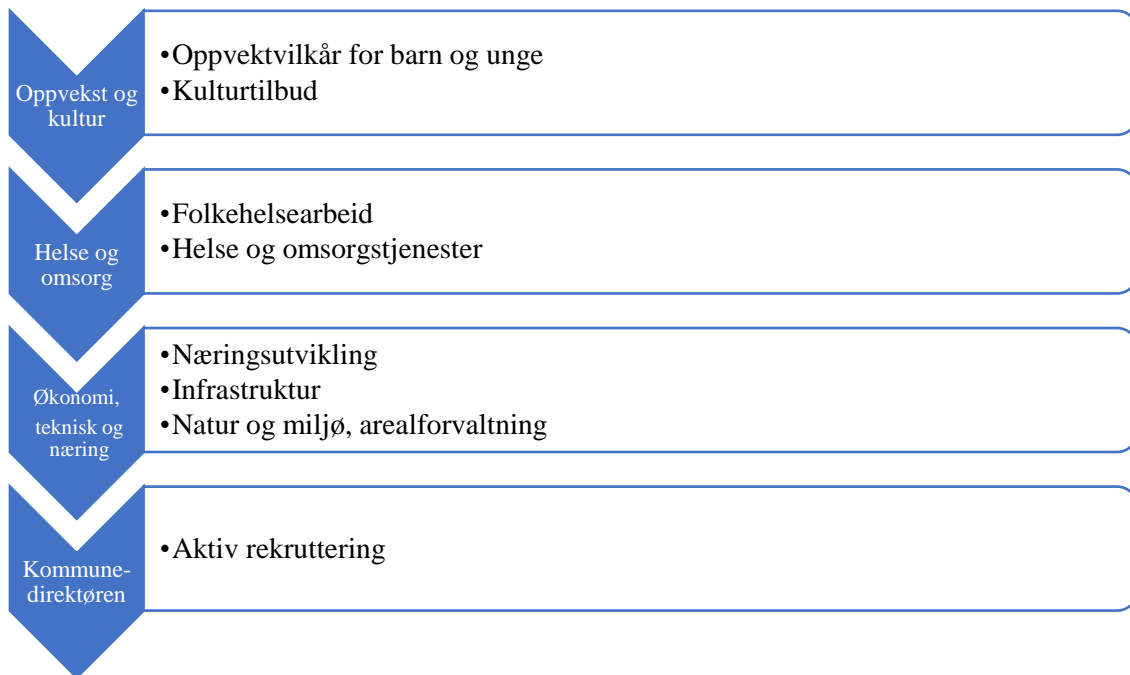 Oppvekst og
kultur
•Oppvektvilkår for barn og unge
•Kulturtilbud
Helse og
omsorg
•Folkehelsearbeid
•Helse og omsorgstjenester
Økonomi,
teknisk og
næring
•Næringsutvikling
•Infrastruktur
•Natur og miljø, arealforvaltning
Kommune-
direktøren
•Aktiv rekruttering